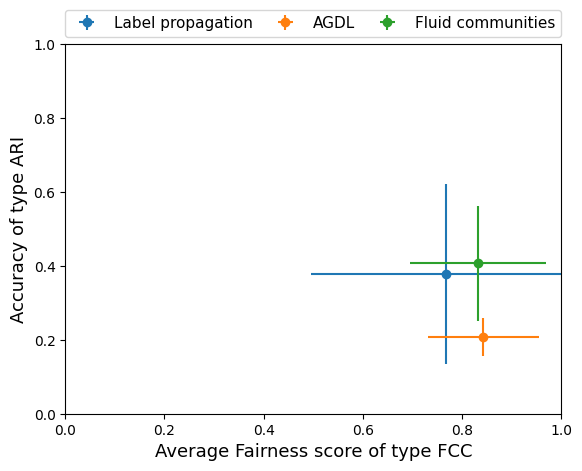 Label propagation AGDL Fluid communities
1.0
0.8
0.6
0.4
0.2
0.0
Accuracy of type ARI
0.0 0.2 0.4 0.6 0.8 1.0
Average Fairness score of type FCC